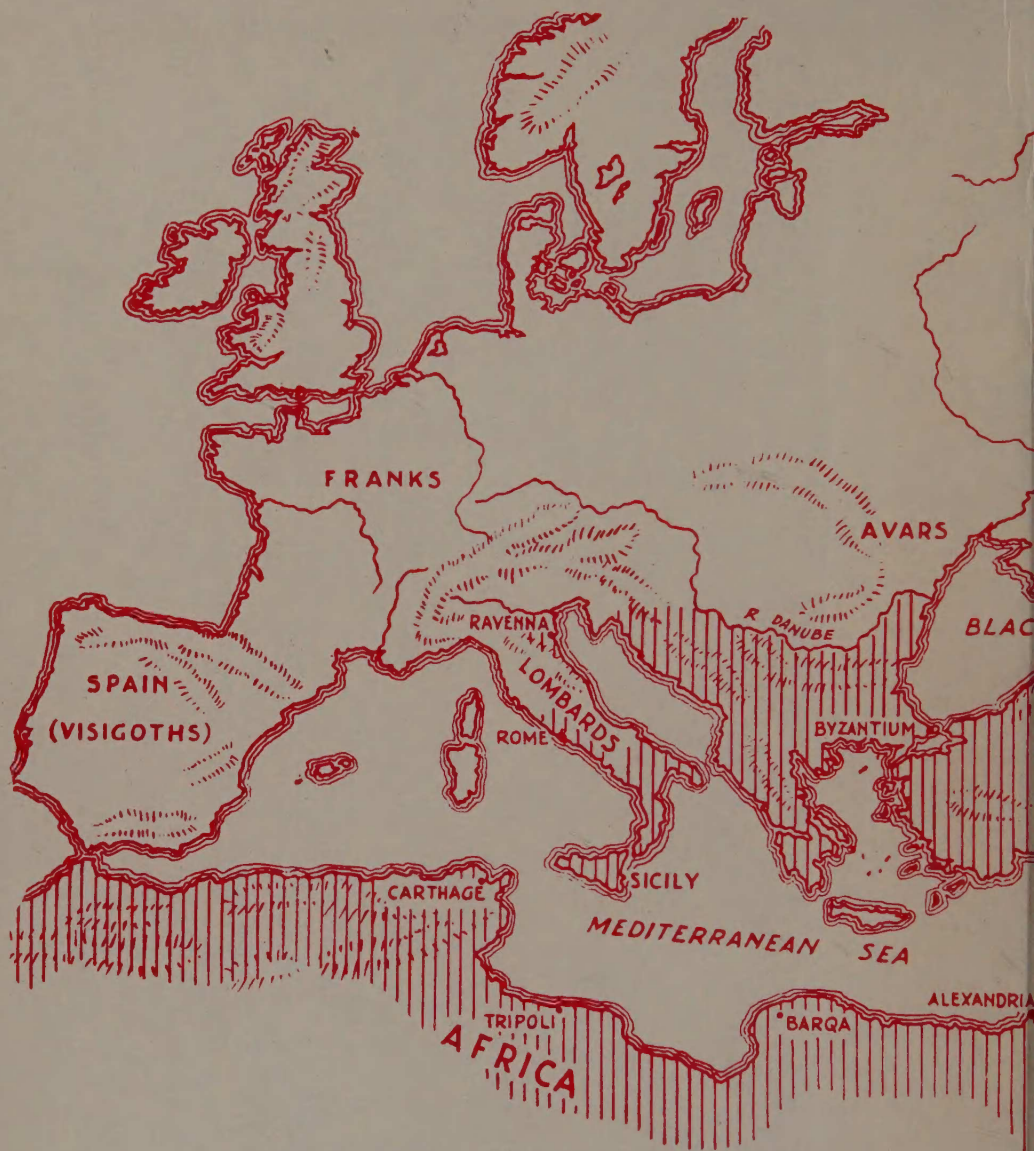 FRANKS
AVARS
R. DANUBE
BLAC
RAVENNA
LOMBARDS
SPAIN
(VISIGOTHS)
ROME
BYZANTIUM
CARTHAGE
SICILY
MEDITERRANEAN SEA
ALEXANDRIA
TRIPOLI
BARQA
AFRICA